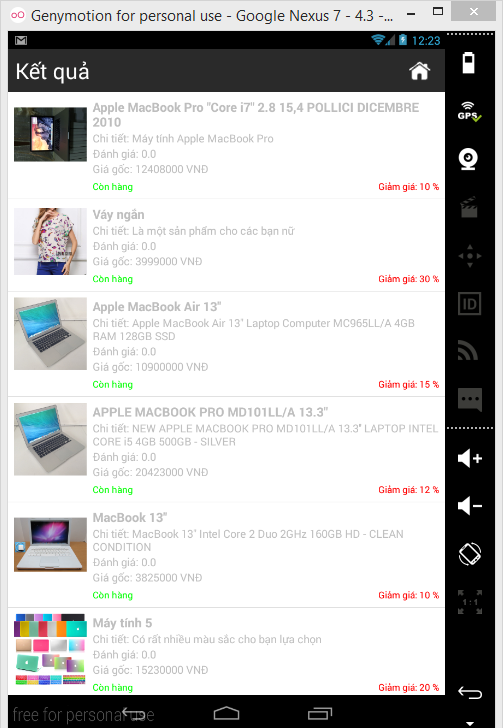 Genymotion for personal use - Google Nexus 7 - 4.3 -...
12:23
Kết quả
GPS
Apple MacBook Pro "Core i7" 2.8 15,4 POLLICI DICEMBRE
2010
Chi tiết: Máy tính Apple MacBook Pro
Đánh giá: 0.0
Giá gốc: 12408000 VNĐ
Còn hàng
Giảm giá: 10 %
Váy ngắn
Chi tiết: Là một sản phẩm cho các bạn nữ
Đánh giá: 0.0
Giá gốc: 3999000 VNĐ
Còn hàng
Giảm giá: 30 %
ID
Apple MacBook Air 13"
Chi tiết: Apple MacBook Air 13" Laptop Computer MC965LL/A 4GB
RAM 128GB SSD
Đánh giá: 0.0
Giá gốc: 10900000 VNĐ
Còn hàng
Giảm giá: 15 %
APPLE MACBOOK PRO MD101LL/A 13.3"
Chi tiết: NEW APPLE MACBOOK PRO MD101LL/A 13.3" LAPTOP INTEL
CORE i5 4GB 500GB - SILVER
Đánh giá: 0.0
Giá gốc: 20423000 VNĐ
Còn hàng
Giảm giá: 12 %
MacBook 13"
Chi tiết: MacBook 13" Intel Core 2 Duo 2GHz 160GB HD - CLEAN
CONDITION
Đánh giá: 0.0
Giá gốc: 3825000 VNĐ
Còn hàng
Giảm giá: 10 %
1:1
Máy tính 5
Chi tiết: Có rất nhiều màu sắc cho bạn lựa chọn
Đánh giá: 0.0
Giá gốc: 15230000 VNĐ
Còn hàng
Giảm giá: 20 %
free for personal use